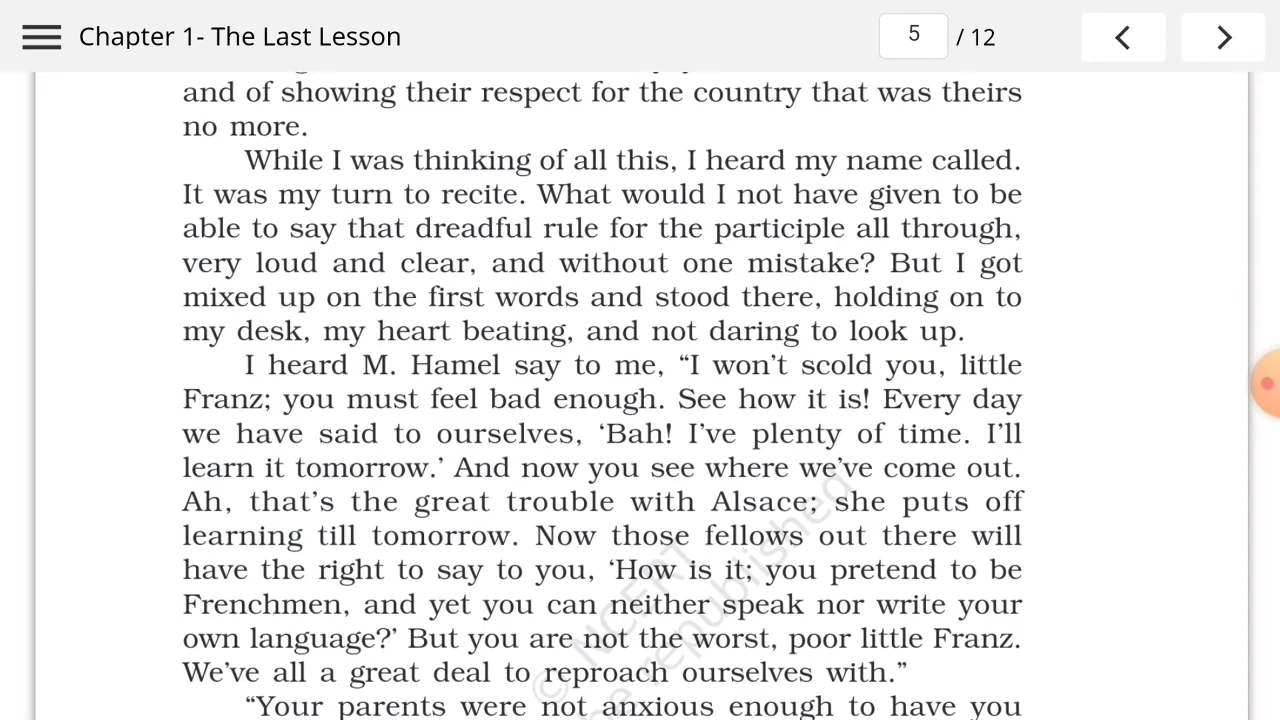 Chapter 1- The Last Lesson
5 / 12
and of showing their respect for the country that was theirs
no more.
While I was thinking of all this, I heard my name called.
It was my turn to recite. What would I not have given to be
able to say that dreadful rule for the participle all through,
very loud and clear, and without one mistake? But I got
mixed up on the first words and stood there, holding on to
my desk, my heart beating, and not daring to look up.
I heard M. Hamel say to me, “I won’t scold you, little
Franz; you must feel bad enough. See how it is! Every day
we have said to ourselves, ‘Bah! I’ve plenty of time. I’ll
learn it tomorrow.’ And now you see where we’ve come out.
Ah, that’s the great trouble with Alsace; she puts off
learning till tomorrow. Now those fellows out there will
have the right to say to you, ‘How is it; you pretend to be
Frenchmen, and yet you can neither speak nor write your
own language?’ But you are not the worst, poor little Franz.
We’ve all a great deal to reproach ourselves with.”
“Your parents were not anxious enough to have you
© NCERT
be republished